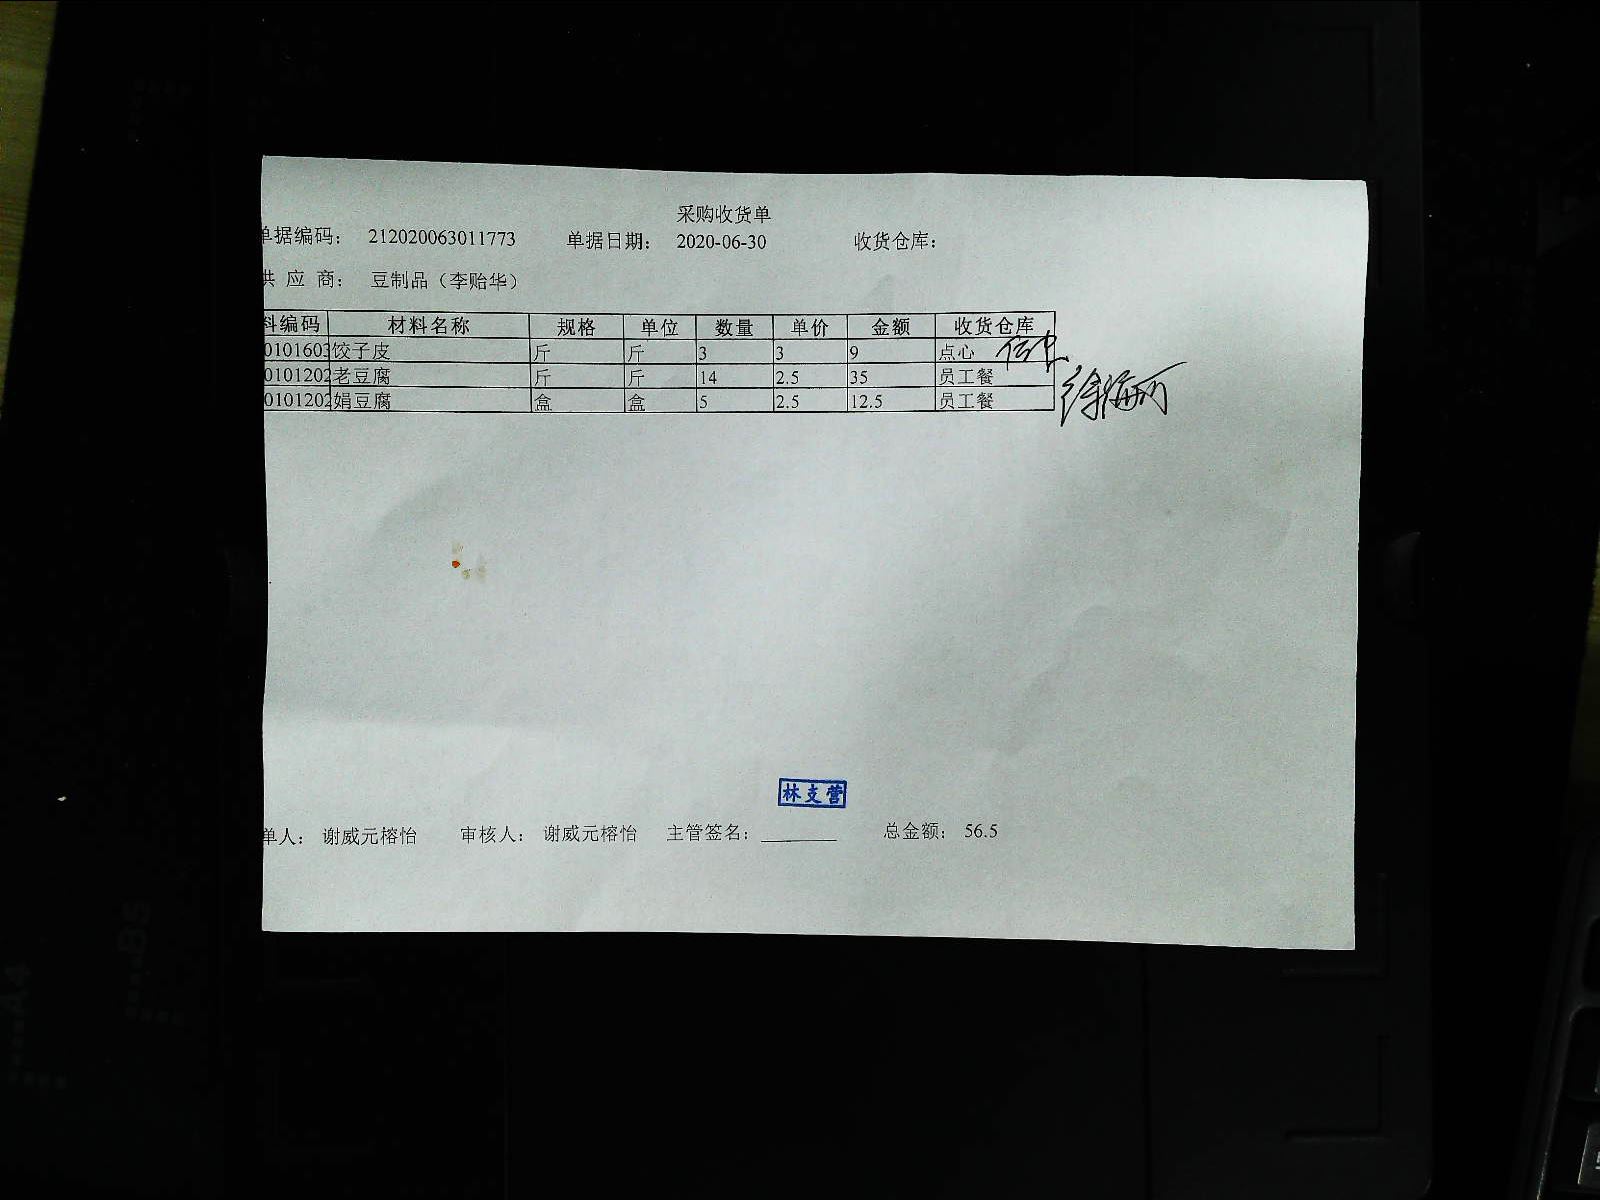 采购收货单
单据编码： 212020063011773 单据日期： 2020-06-30 收货仓库：
供 应 商： 豆制品（李贻华）
料编码 材料名称 规格 单位 数量 单价 金额 收货仓库
0101603 饺子皮 斤 斤 3 3 9 点心
0101202 老豆腐 斤 斤 14 2.5 35 员工餐
0101202 娟豆腐 盒 盒 5 2.5 12.5 员工餐
徐海丽
林支营
单人： 谢威元榕怡 审核人： 谢威元榕怡 主管签名： 总金额： 56.5
A4
B5